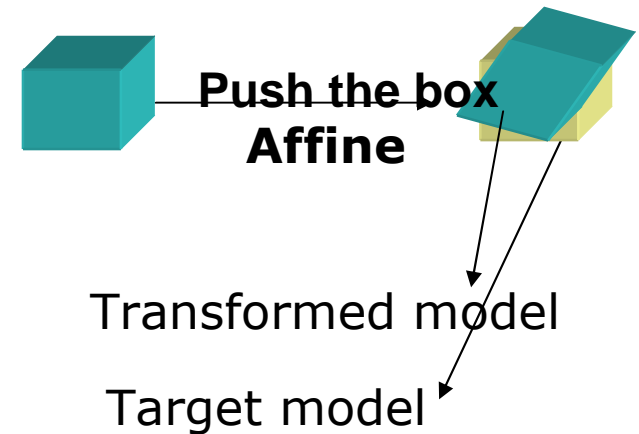 Push the box
Affine
Transformed model
Target model